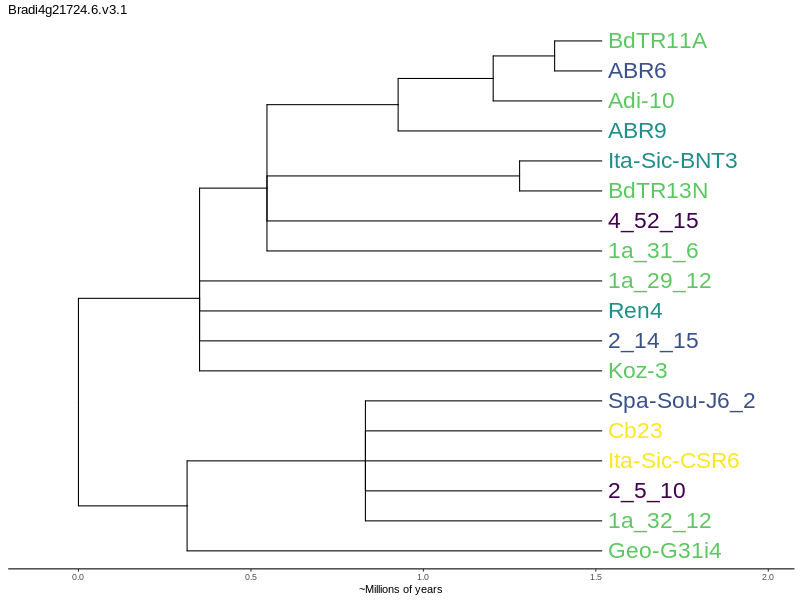 Bradi4g21724.6.v3.1
BdTR11A
ABR6
Adi-10
ABR9
Ita-Sic-BNT3
BdTR13N
4_52_15
1a_31_6
1a_29_12
Ren4
2_14_15
Koz-3
Spa-Sou-J6_2
Cb23
Ita-Sic-CSR6
2_5_10
1a_32_12
Geo-G31i4
0.0 0.5 1.0 1.5 2.0
~Millions of years